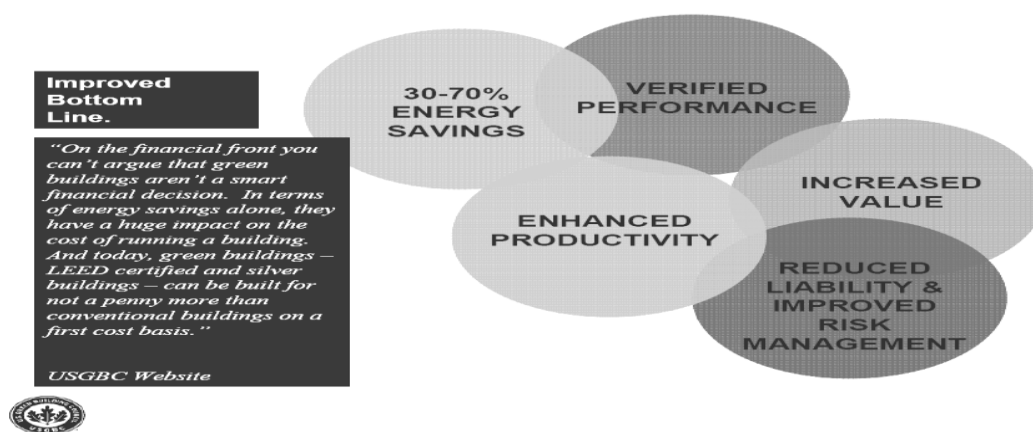 Improved
Bottom
Line.
“On the financial front you
can’t argue that green
buildings aren’t a smart
financial decision. In terms
of energy savings alone, they
have a huge impact on the
cost of running a building.
And today, green buildings –
LEED certified and silver
buildings – can be built for
not a penny more than
conventional buildings on a
first cost basis.”
USGBC Website
30-70%
ENERGY
SAVINGS
VERIFIED
PERFORMANCE
INCREASED
VALUE
ENHANCED
PRODUCTIVITY
REDUCED
LIABILITY &
IMPROVED
RISK
MANAGEMENT
USGBC